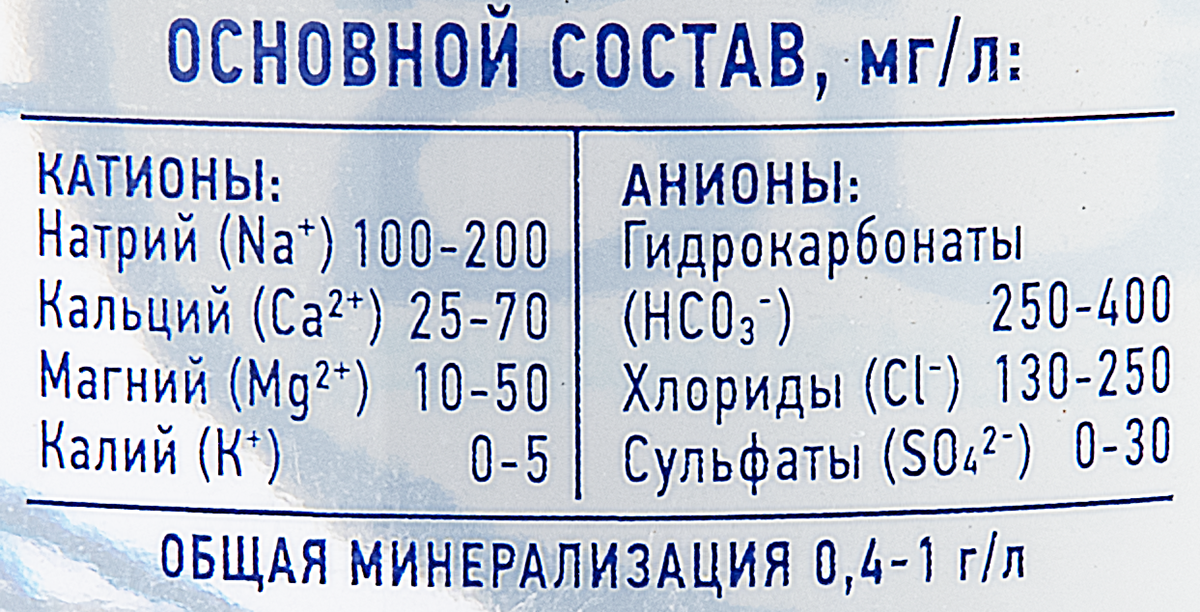 ОСНОВНОЙ СОСТАВ, мг/л:
КАТИОНЫ:
Натрий (Na⁺) 100-200
Кальций (Ca²⁺) 25-70
Магний (Mg²⁺) 10-50
Калий (К⁺) 0-5
АНИОНЫ:
Гидрокарбонаты
(HCO₃⁻) 250-400
Хлориды (Cl⁻) 130-250
Сульфаты (SO₄²⁻) 0-30
ОБЩАЯ МИНЕРАЛИЗАЦИЯ 0,4-1 г/л